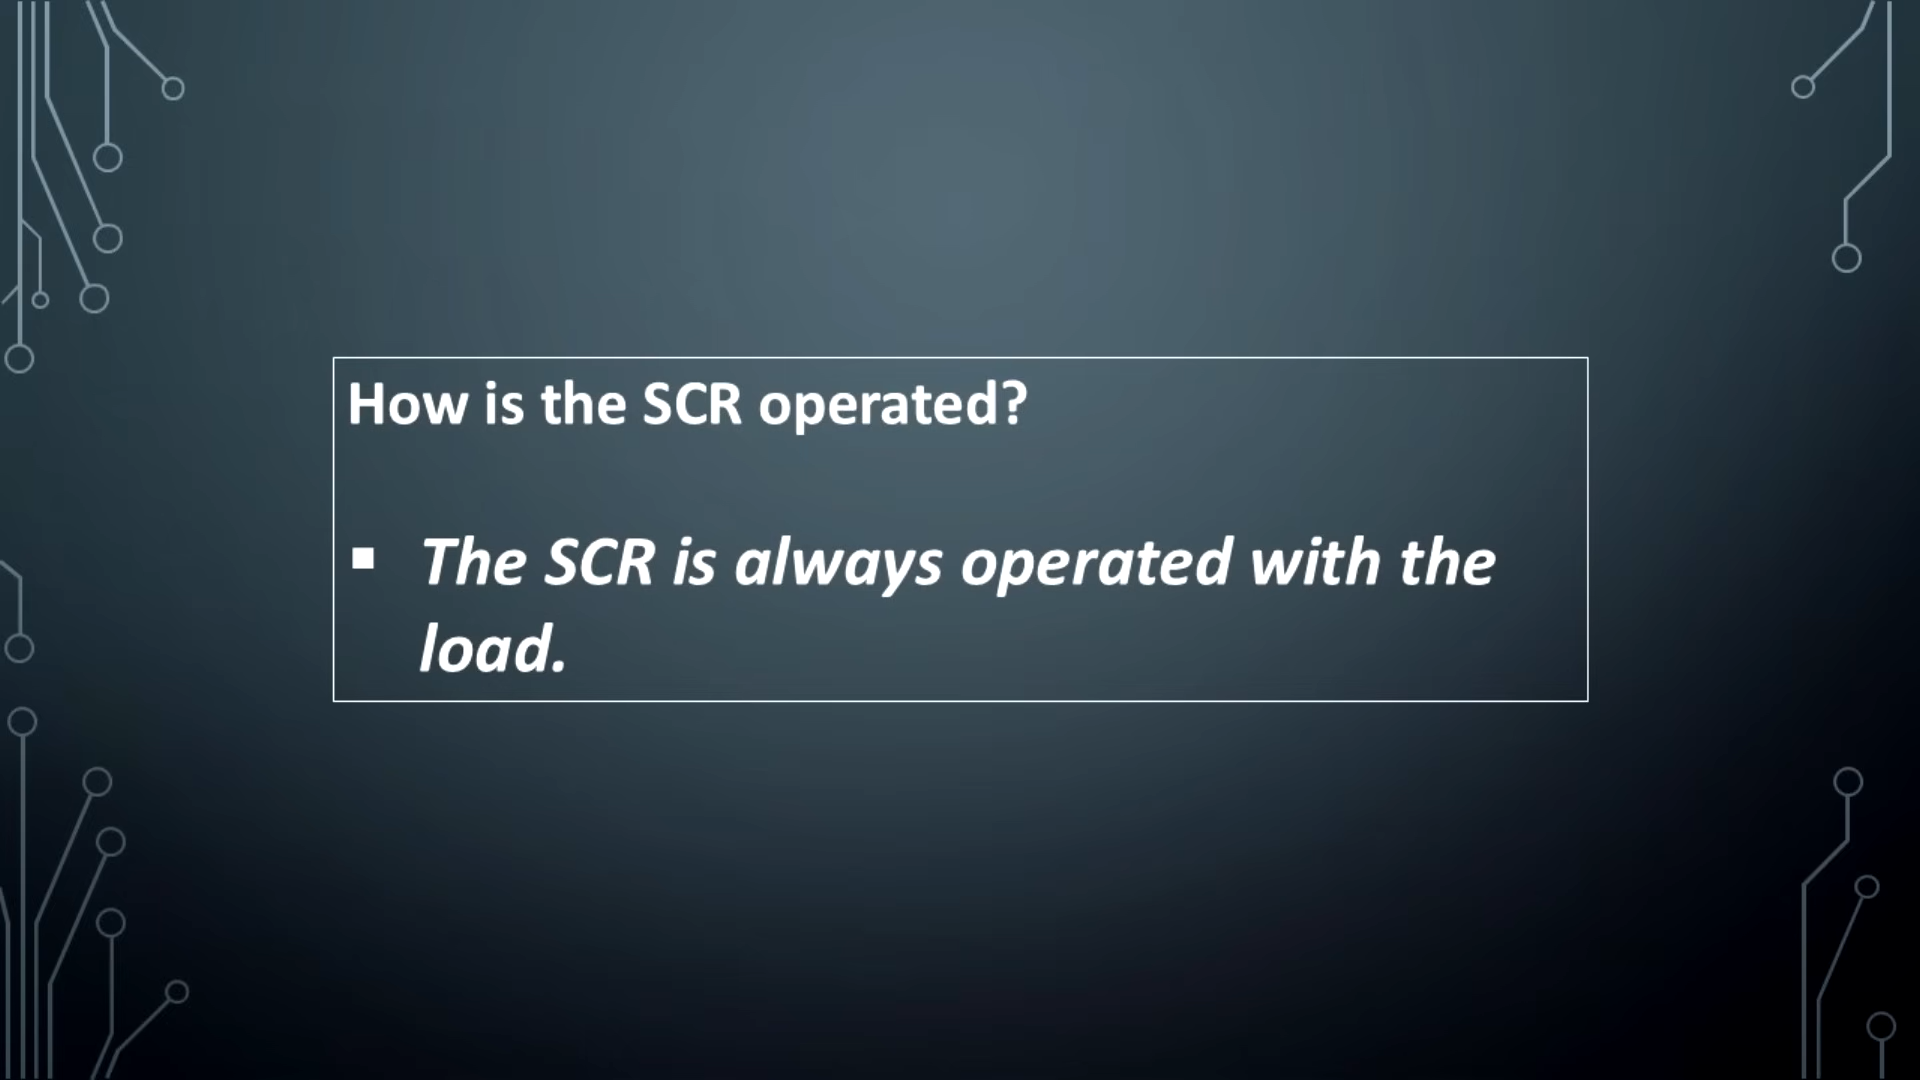 How is the SCR operated?
▪ The SCR is always operated with the
load.